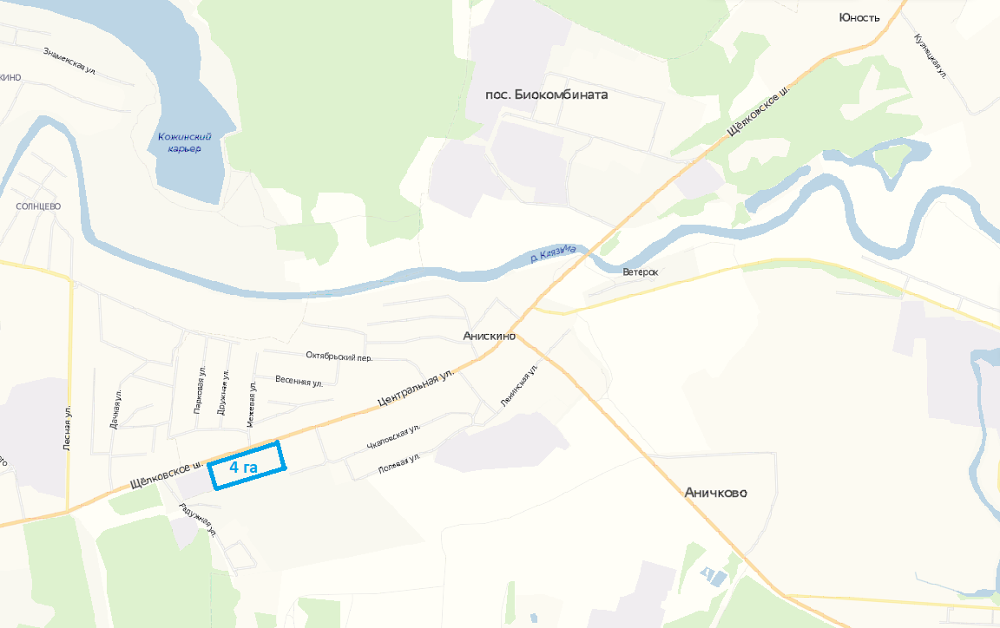 Юность
Знаменская ул.
Кузнецкая ул.
КИНО
пос. Биокомбината
Щёлковское ш.
Кожинский
карьер
СОЛНЦЕВО
р. Клязьма
Ветерок
Анискино
Октябрьский пер.
Весенняя ул.
Центральная ул.
Ленинская ул.
Парковая ул.
Дружная ул.
Межевая ул.
Дачная ул.
Лесная ул.
Чкаловская ул.
Полевая ул.
го
Щёлковское ш.
4 га
Аничково
Радужная ул.